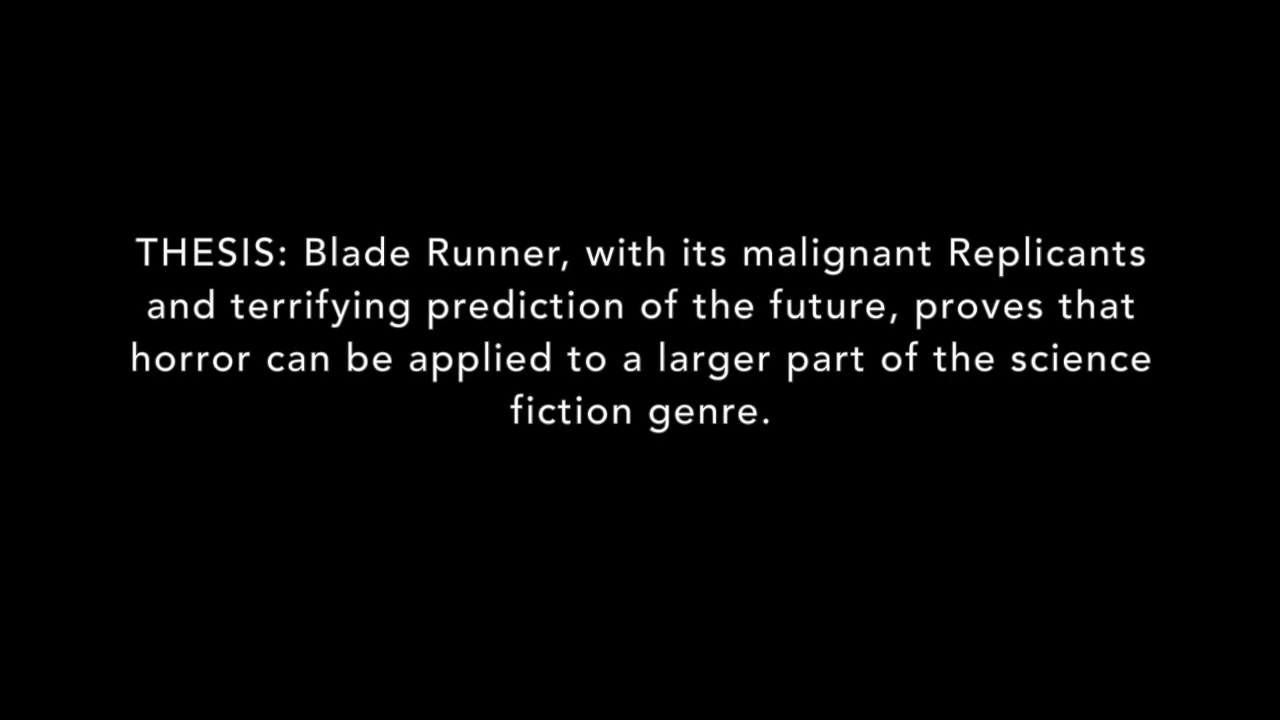 THESIS: Blade Runner, with its malignant Replicants
and terrifying prediction of the future, proves that
horror can be applied to a larger part of the science
fiction genre.